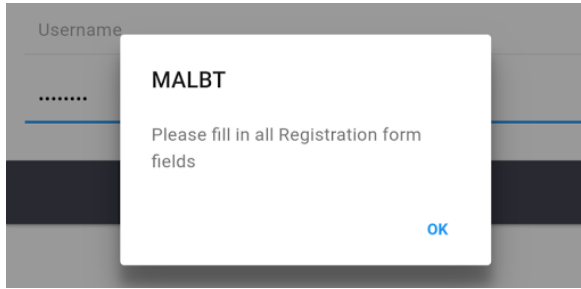 Username
••••••••
MALBT
Please fill in all Registration form
fields
OK